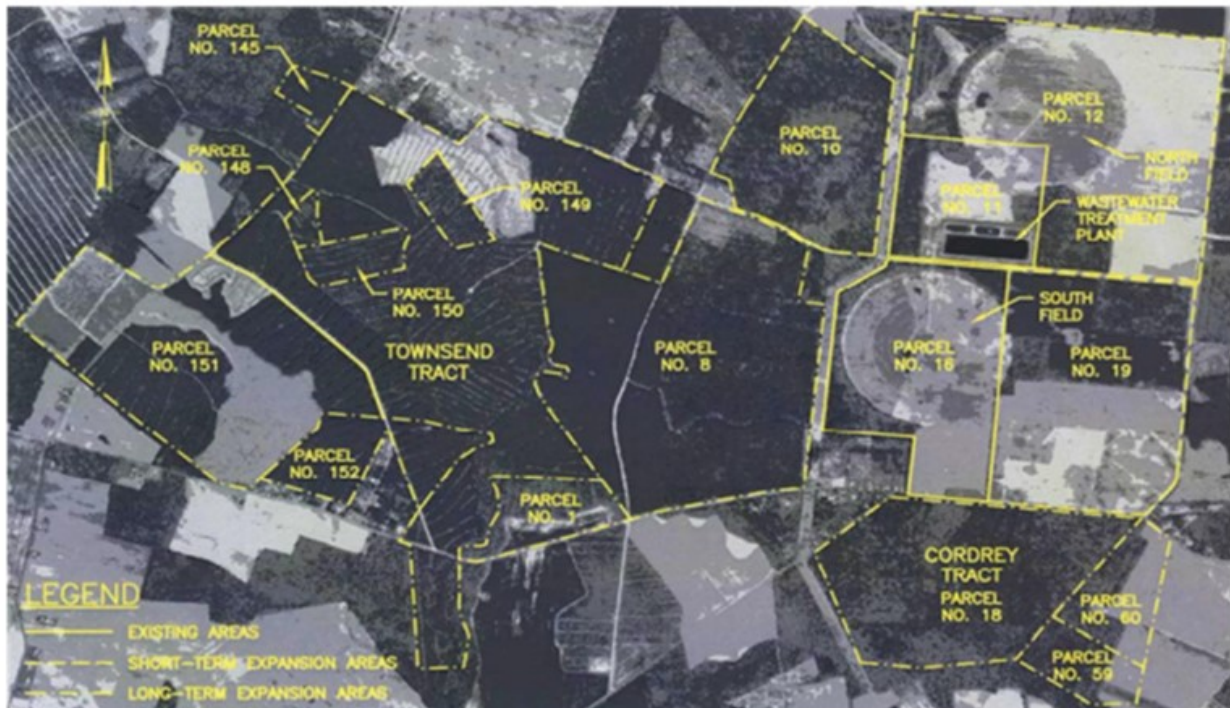 PARCEL
NO. 145
PARCEL
NO. 148
PARCEL
NO. 149
PARCEL
NO. 150
PARCEL
NO. 151
TOWNSEND
TRACT
PARCEL
NO. 152
PARCEL
NO. 1
PARCEL
NO. 8
PARCEL
NO. 10
PARCEL
NO. 12
NORTH
FIELD
PARCEL
NO. 11
WASTEWATER
TREATMENT
PLANT
SOUTH
FIELD
PARCEL
NO. 16
PARCEL
NO. 19
CORDREY
TRACT
PARCEL
NO. 18
PARCEL
NO. 60
PARCEL
NO. 59
LEGEND
EXISTING AREAS
SHORT-TERM EXPANSION AREAS
LONG-TERM EXPANSION AREAS